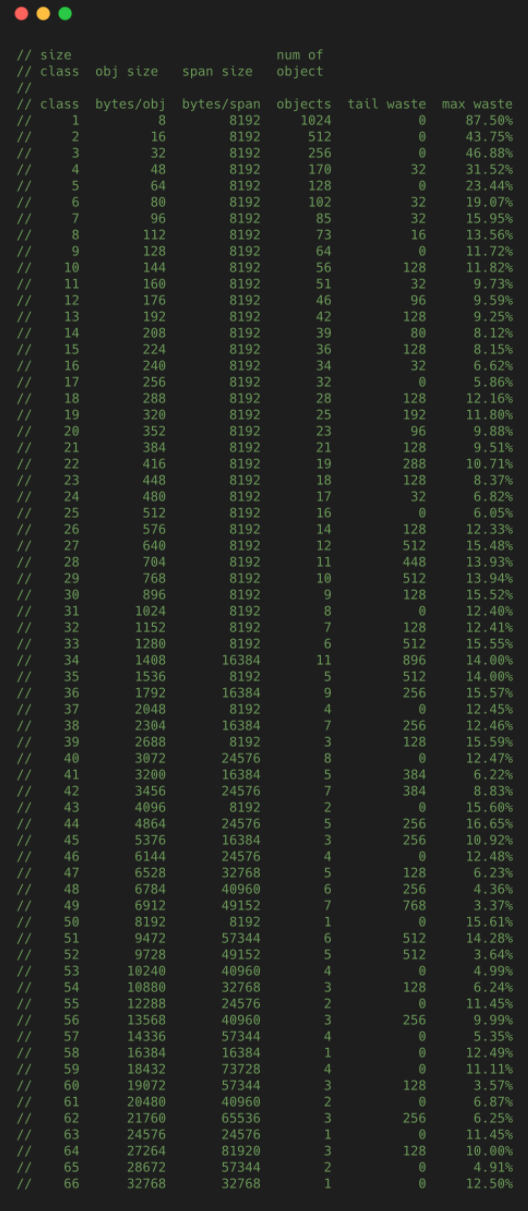 // size                           num of
// class  obj size   span size   object
//
// class  bytes/obj  bytes/span  objects  tail waste  max waste
//     1          8        8192     1024           0     87.50%
//     2         16        8192      512           0     43.75%
//     3         32        8192      256           0     46.88%
//     4         48        8192      170          32     31.52%
//     5         64        8192      128           0     23.44%
//     6         80        8192      102          32     19.07%
//     7         96        8192       85          32     15.95%
//     8        112        8192       73          16     13.56%
//     9        128        8192       64           0     11.72%
//    10        144        8192       56         128     11.82%
//    11        160        8192       51          32      9.73%
//    12        176        8192       46          96      9.59%
//    13        192        8192       42         128      9.25%
//    14        208        8192       39          80      8.12%
//    15        224        8192       36         128      8.15%
//    16        240        8192       34          32      6.62%
//    17        256        8192       32           0      5.86%
//    18        288        8192       28         128     12.16%
//    19        320        8192       25         192     11.80%
//    20        352        8192       23          96      9.88%
//    21        384        8192       21         128      9.51%
//    22        416        8192       19         288     10.71%
//    23        448        8192       18         128      8.37%
//    24        480        8192       17          32      6.82%
//    25        512        8192       16           0      6.05%
//    26        576        8192       14         128     12.33%
//    27        640        8192       12         512     15.48%
//    28        704        8192       11         448     13.93%
//    29        768        8192       10         512     13.94%
//    30        896        8192        9         128     15.52%
//    31       1024        8192        8           0     12.40%
//    32       1152        8192        7         128     12.41%
//    33       1280        8192        6         512     15.55%
//    34       1408       16384       11         896     14.00%
//    35       1536        8192        5         512     14.00%
//    36       1792       16384        9         256     15.57%
//    37       2048        8192        4           0     12.45%
//    38       2304       16384        7         256     12.46%
//    39       2688        8192        3         128     15.59%
//    40       3072       24576        8           0     12.47%
//    41       3200       16384        5         384      6.22%
//    42       3456       24576        7         384      8.83%
//    43       4096        8192        2           0     15.60%
//    44       4864       24576        5         256     16.65%
//    45       5376       16384        3         256     10.92%
//    46       6144       24576        4           0     12.48%
//    47       6528       32768        5         128      6.23%
//    48       6784       40960        6         256      4.36%
//    49       6912       49152        7         768      3.37%
//    50       8192        8192        1           0     15.61%
//    51       9472       57344        6         512     14.28%
//    52       9728       49152        5         512      3.64%
//    53      10240       40960        4           0      4.99%
//    54      10880       32768        3         128      6.24%
//    55      12288       24576        2           0     11.45%
//    56      13568       40960        3         256      9.99%
//    57      14336       57344        4           0      5.35%
//    58      16384       16384        1           0     12.49%
//    59      18432       73728        4           0     11.11%
//    60      19072       57344        3         128      3.57%
//    61      20480       40960        2           0      6.87%
//    62      21760       65536        3         256      6.25%
//    63      24576       24576        1           0     11.45%
//    64      27264       81920        3         128     10.00%
//    65      28672       57344        2           0      4.91%
//    66      32768       32768        1           0     12.50%